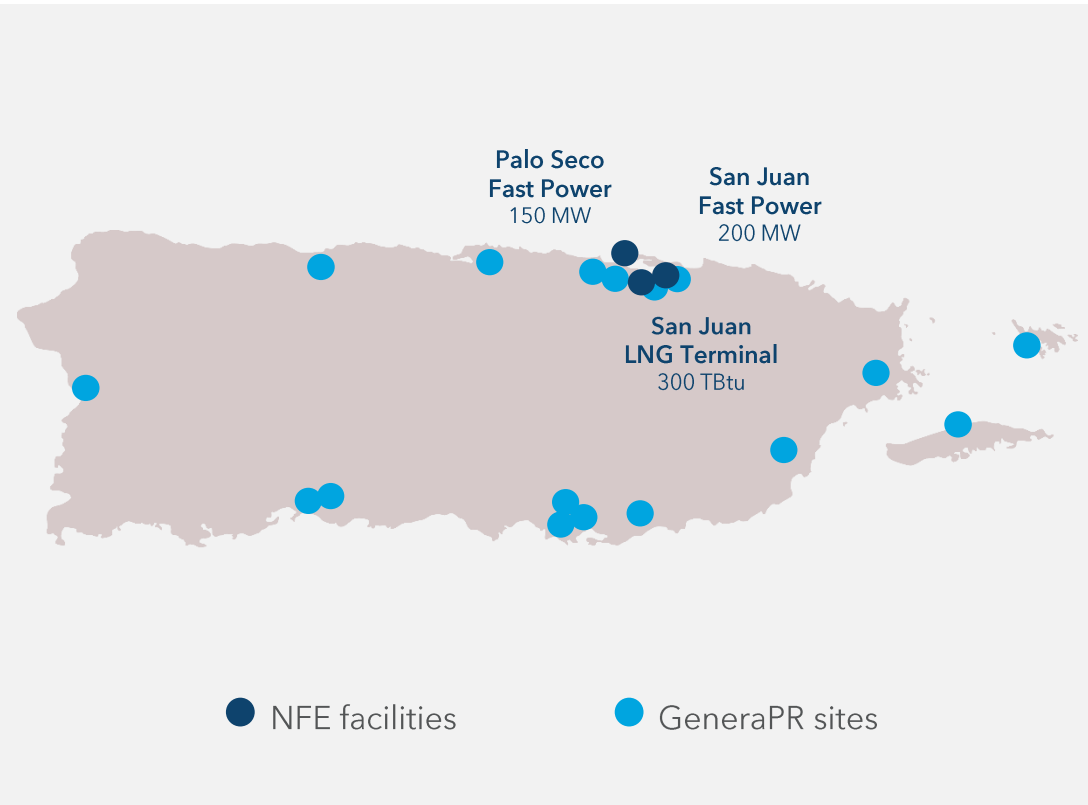 Palo Seco
Fast Power
150 MW
San Juan
Fast Power
200 MW
San Juan
LNG Terminal
300 TBtu
NFE facilities
GeneraPR sites